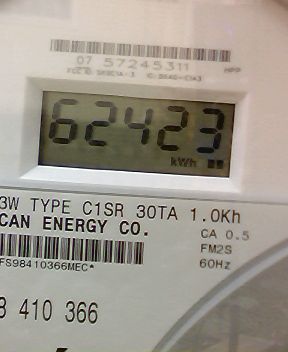 07 57245311
HPP
62423
kWh
3W TYPE C1SR 30TA 1.0Kh
CAN ENERGY CO.
CA 0.5
FM2S
60Hz
FS98410366MEC*
410 366